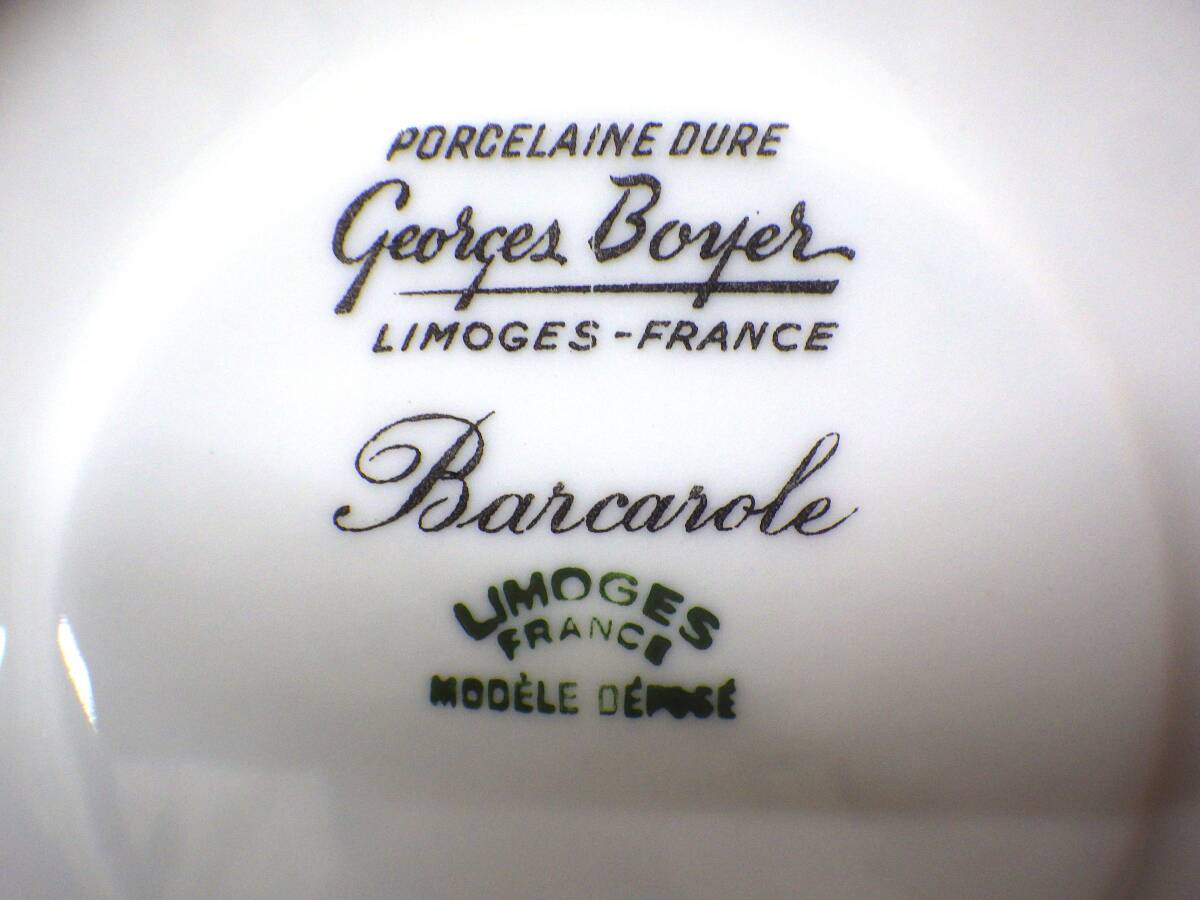 PORCELAINE DURE
Georges Boyer
LIMOGES-FRANCE
Barcarole
LIMOGES
FRANCE
MODÈLE DÉPOSÉ